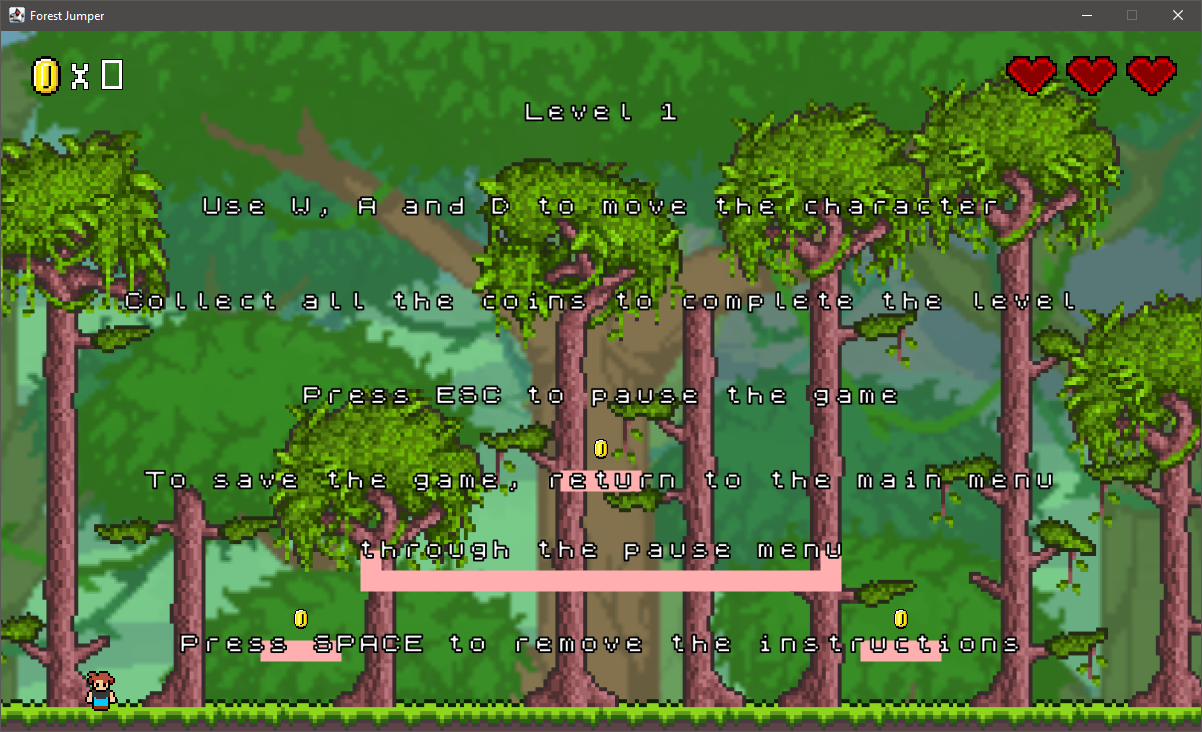 Forest Jumper
x 0
Level 1
Use W, A and D to move the character
Collect all the coins to complete the level
Press ESC to pause the game
To save the game, return to the main menu
through the pause menu
Press SPACE to remove the instructions